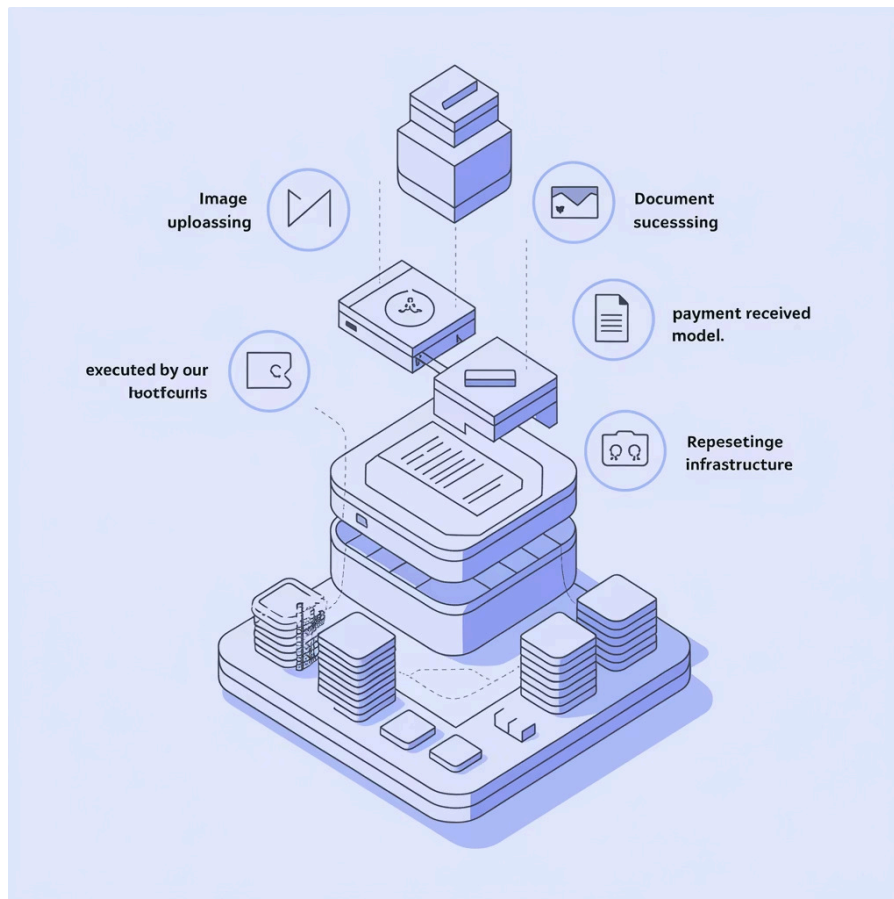 Image
uploassing
Document
sucesssing
payment received
model.
executed by our
Repesetinge
infrastructure